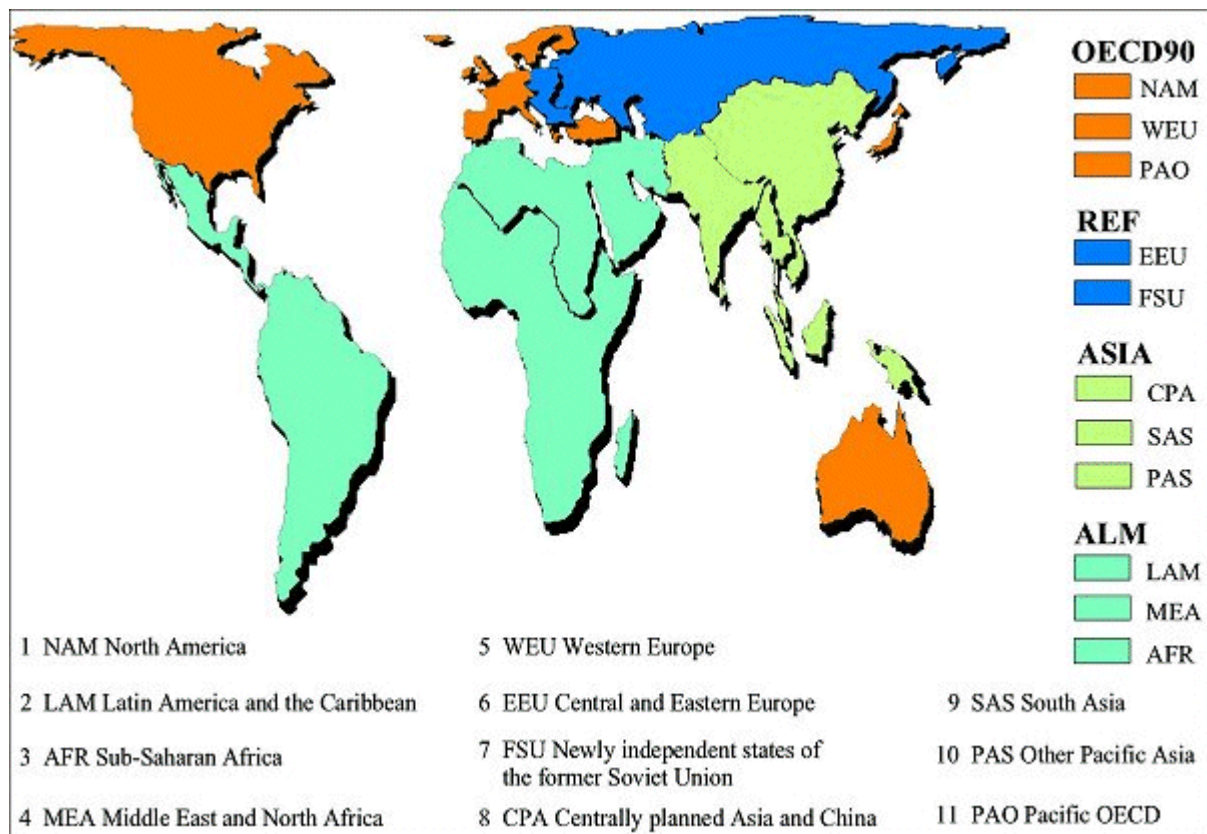 OECD90
NAM
WEU
PAO
REF
EEU
FSU
ASIA
CPA
SAS
PAS
ALM
LAM
MEA
AFR
1 NAM North America
2 LAM Latin America and the Caribbean
3 AFR Sub-Saharan Africa
4 MEA Middle East and North Africa
5 WEU Western Europe
6 EEU Central and Eastern Europe
7 FSU Newly independent states of
the former Soviet Union
8 CPA Centrally planned Asia and China
9 SAS South Asia
10 PAS Other Pacific Asia
11 PAO Pacific OECD